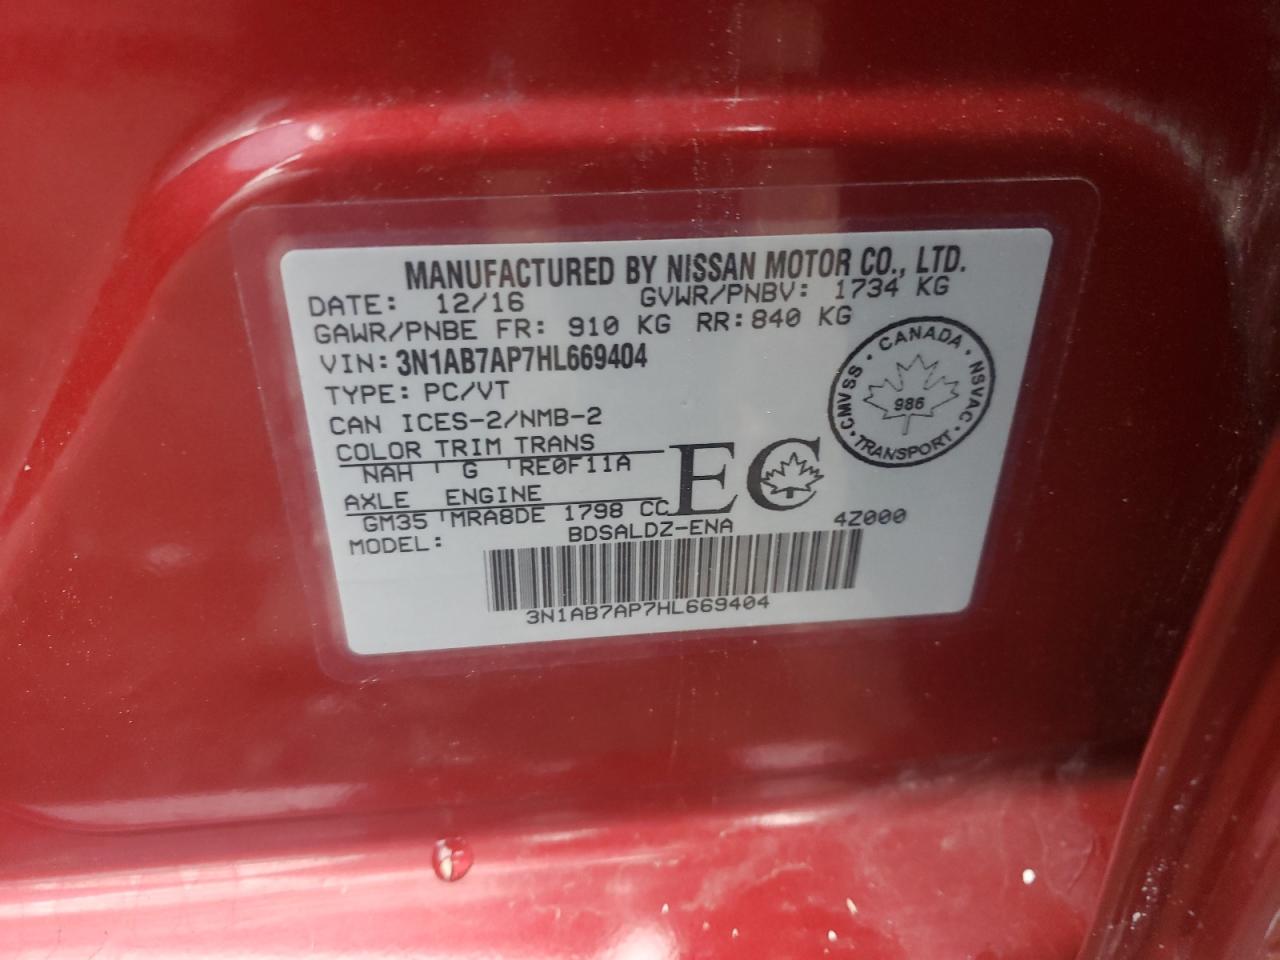 MANUFACTURED BY NISSAN MOTOR CO., LTD.
DATE: 12/16 GVWR/PNBV: 1734 KG
GAWR/PNBE FR: 910 KG RR: 840 KG
VIN: 3N1AB7AP7HL669404
TYPE: PC/VT
CAN ICES-2/NMB-2
COLOR TRIM TRANS
NAH G RE0F11A
AXLE ENGINE
GM35 MRA8DE 1798 CC
MODEL: BDSALDZ-ENA 4Z000
3N1AB7AP7HL669404
EC
CANADA · NSVAC · TRANSPORT · CMVSS ·
986